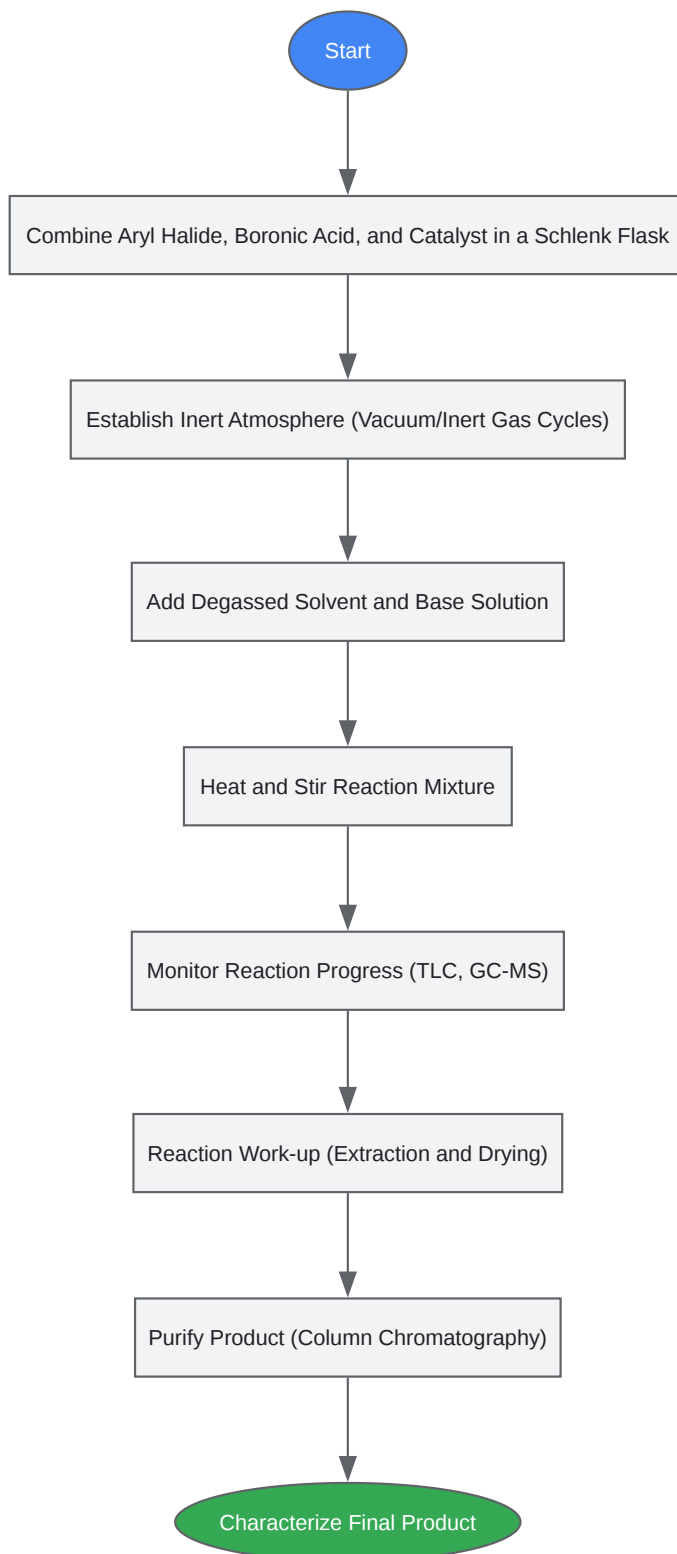 Start
Combine Aryl Halide, Boronic Acid, and Catalyst in a Schlenk Flask
Establish Inert Atmosphere (Vacuum/Inert Gas Cycles)
Add Degassed Solvent and Base Solution
Heat and Stir Reaction Mixture
Monitor Reaction Progress (TLC, GC-MS)
Reaction Work-up (Extraction and Drying)
Purify Product (Column Chromatography)
Characterize Final Product